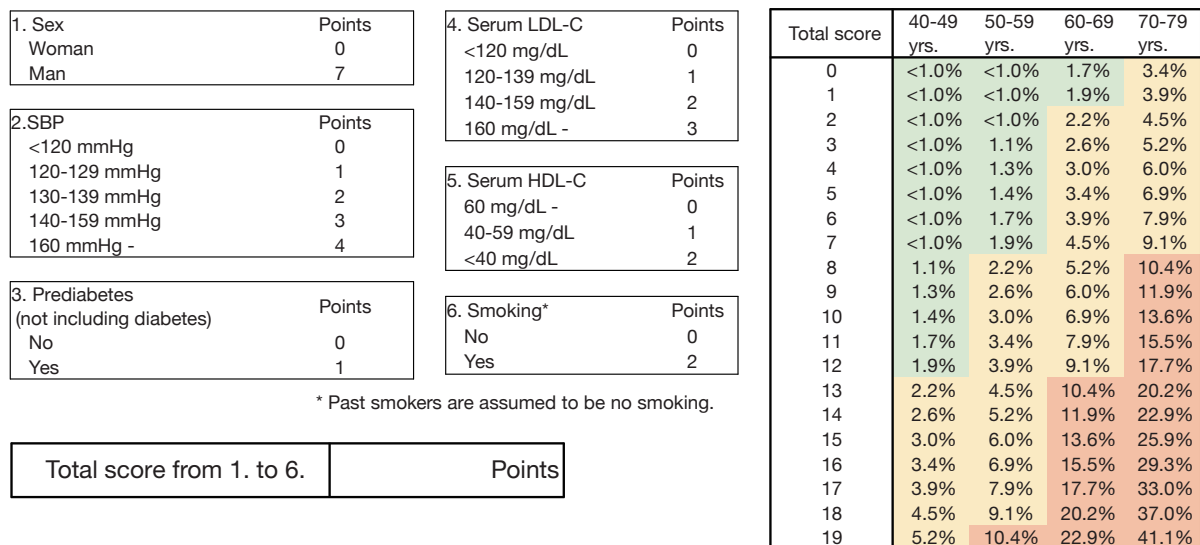 1. Sex Points
Woman 0
Man 7
2.SBP Points
<120 mmHg 0
120-129 mmHg 1
130-139 mmHg 2
140-159 mmHg 3
160 mmHg - 4
3. Prediabetes
(not including diabetes) Points
No 0
Yes 1
4. Serum LDL-C Points
<120 mg/dL 0
120-139 mg/dL 1
140-159 mg/dL 2
160 mg/dL - 3
5. Serum HDL-C Points
60 mg/dL - 0
40-59 mg/dL 1
<40 mg/dL 2
6. Smoking* Points
No 0
Yes 2
* Past smokers are assumed to be no smoking.
Total score from 1. to 6. Points
Total score 40-49 yrs. 50-59 yrs. 60-69 yrs. 70-79 yrs.
0 <1.0% <1.0% 1.7% 3.4%
1 <1.0% <1.0% 1.9% 3.9%
2 <1.0% <1.0% 2.2% 4.5%
3 <1.0% 1.1% 2.6% 5.2%
4 <1.0% 1.3% 3.0% 6.0%
5 <1.0% 1.4% 3.4% 6.9%
6 <1.0% 1.7% 3.9% 7.9%
7 <1.0% 1.9% 4.5% 9.1%
8 1.1% 2.2% 5.2% 10.4%
9 1.3% 2.6% 6.0% 11.9%
10 1.4% 3.0% 6.9% 13.6%
11 1.7% 3.4% 7.9% 15.5%
12 1.9% 3.9% 9.1% 17.7%
13 2.2% 4.5% 10.4% 20.2%
14 2.6% 5.2% 11.9% 22.9%
15 3.0% 6.0% 13.6% 25.9%
16 3.4% 6.9% 15.5% 29.3%
17 3.9% 7.9% 17.7% 33.0%
18 4.5% 9.1% 20.2% 37.0%
19 5.2% 10.4% 22.9% 41.1%